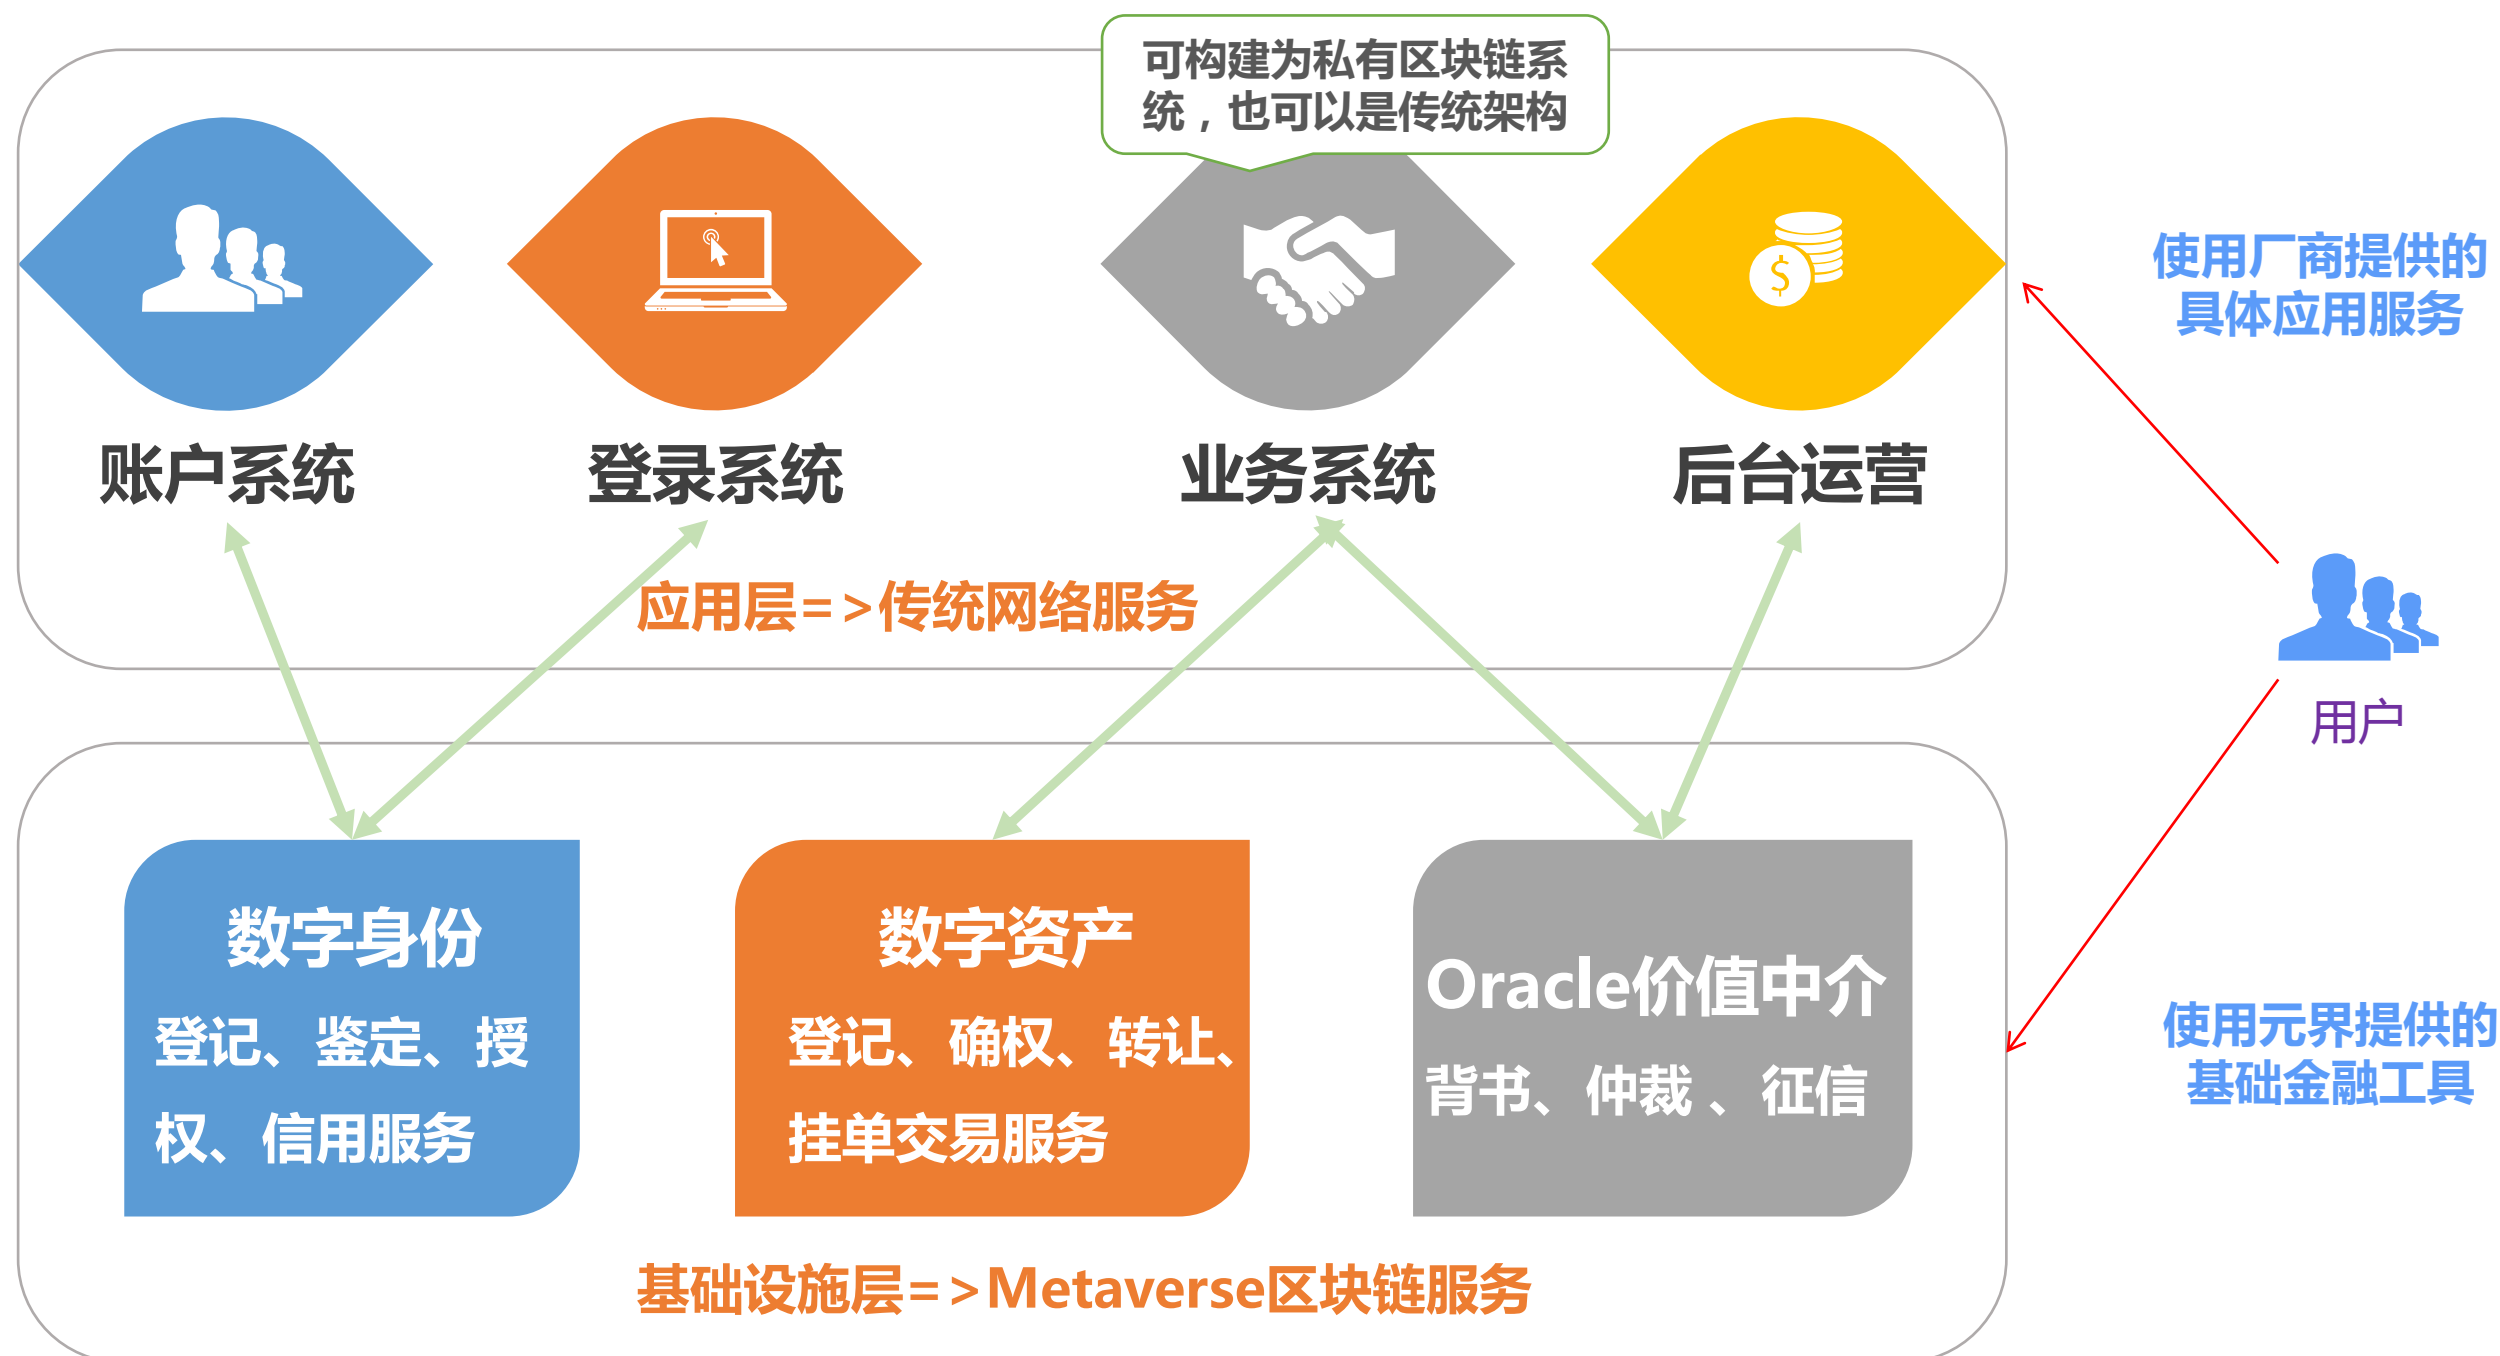 可构建好私有区块链系
统，也可以是传统架构
账户系统
登录系统
业务系统
后台运营
使用厂商提供的
具体应用服务
应用层=>传统网络服务
用户
数字身份
登记、坐席、授
权、信用服务
数字资产
登记、确权、链上
挂单交易服务
Oracle价值中介
背书、仲裁、征信
使用元界提供的
基础金融工具
基础设施层= > Metaverse区块链服务